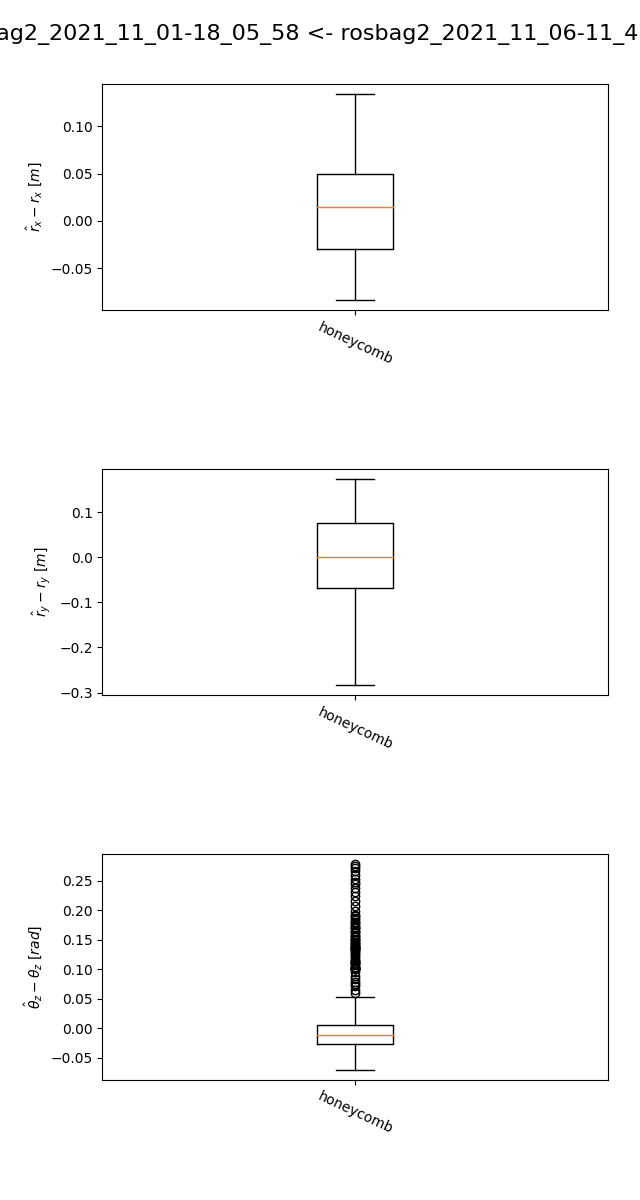 ag2_2021_11_01-18_05_58 <- rosbag2_2021_11_06-11_4
0.10
0.05
0.00
−0.05
r̂x − rx [m]
honeycomb
0.1
0.0
−0.1
−0.2
−0.3
r̂y − ry [m]
honeycomb
0.25
0.20
0.15
0.10
0.05
0.00
−0.05
θ̂z − θz [rad]
honeycomb